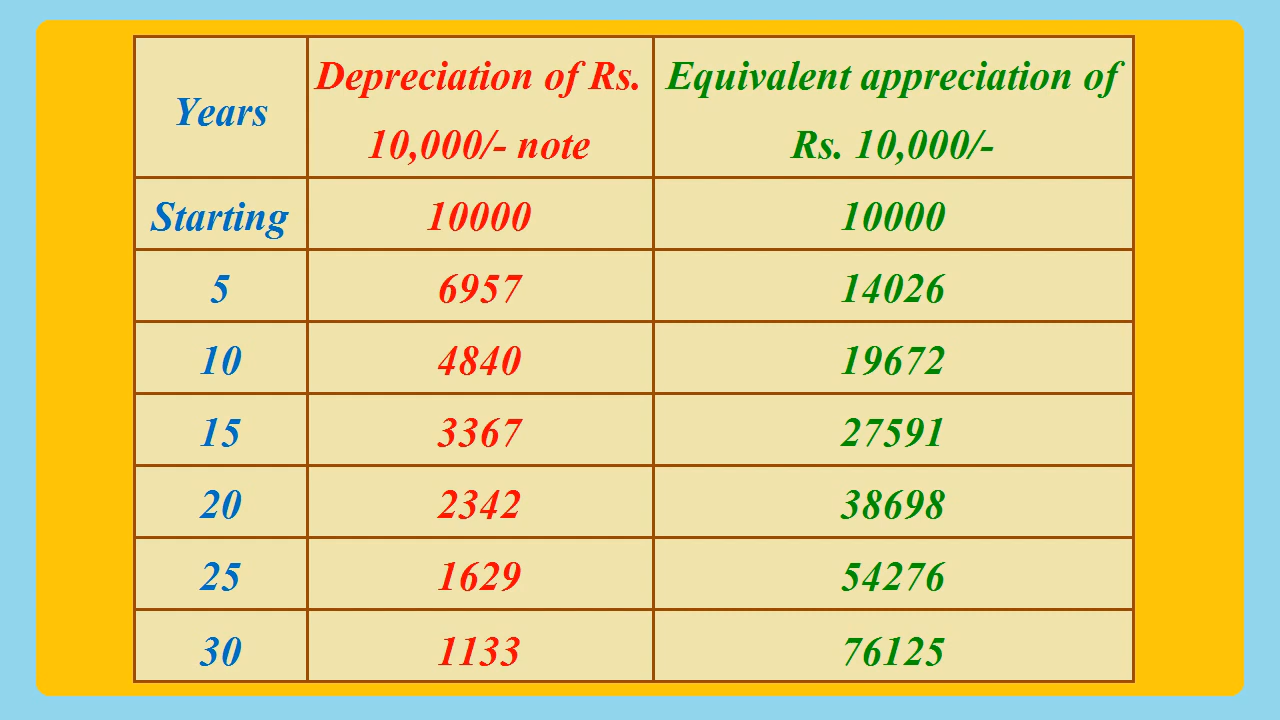 Years
Depreciation of Rs.
10,000/- note
Equivalent appreciation of
Rs. 10,000/-
Starting 10000 10000
5 6957 14026
10 4840 19672
15 3367 27591
20 2342 38698
25 1629 54276
30 1133 76125